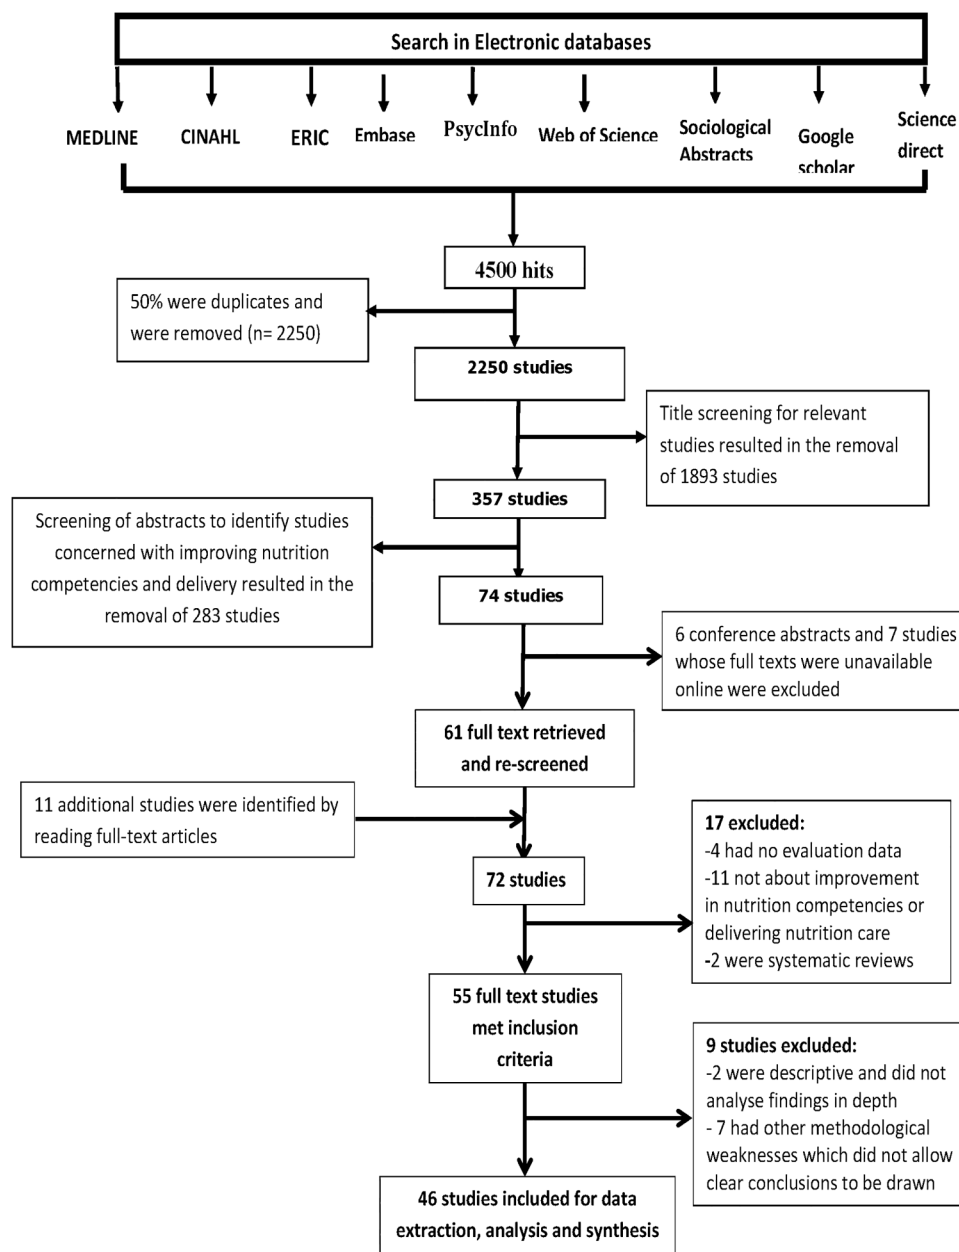 Search in Electronic databases
MEDLINE
CINAHL
ERIC
Embase
PsycInfo
Web of Science
Sociological
Abstracts
Google
scholar
Science
direct
4500 hits
50% were duplicates and
were removed (n= 2250)
2250 studies
Title screening for relevant
studies resulted in the removal
of 1893 studies
357 studies
Screening of abstracts to identify studies
concerned with improving nutrition
competencies and delivery resulted in the
removal of 283 studies
74 studies
6 conference abstracts and 7 studies
whose full texts were unavailable
online were excluded
61 full text retrieved
and re-screened
11 additional studies were identified by
reading full-text articles
72 studies
17 excluded:
-4 had no evaluation data
-11 not about improvement
in nutrition competencies or
delivering nutrition care
-2 were systematic reviews
55 full text studies
met inclusion
criteria
9 studies excluded:
-2 were descriptive and did not
analyse findings in depth
- 7 had other methodological
weaknesses which did not allow
clear conclusions to be drawn
46 studies included for data
extraction, analysis and synthesis